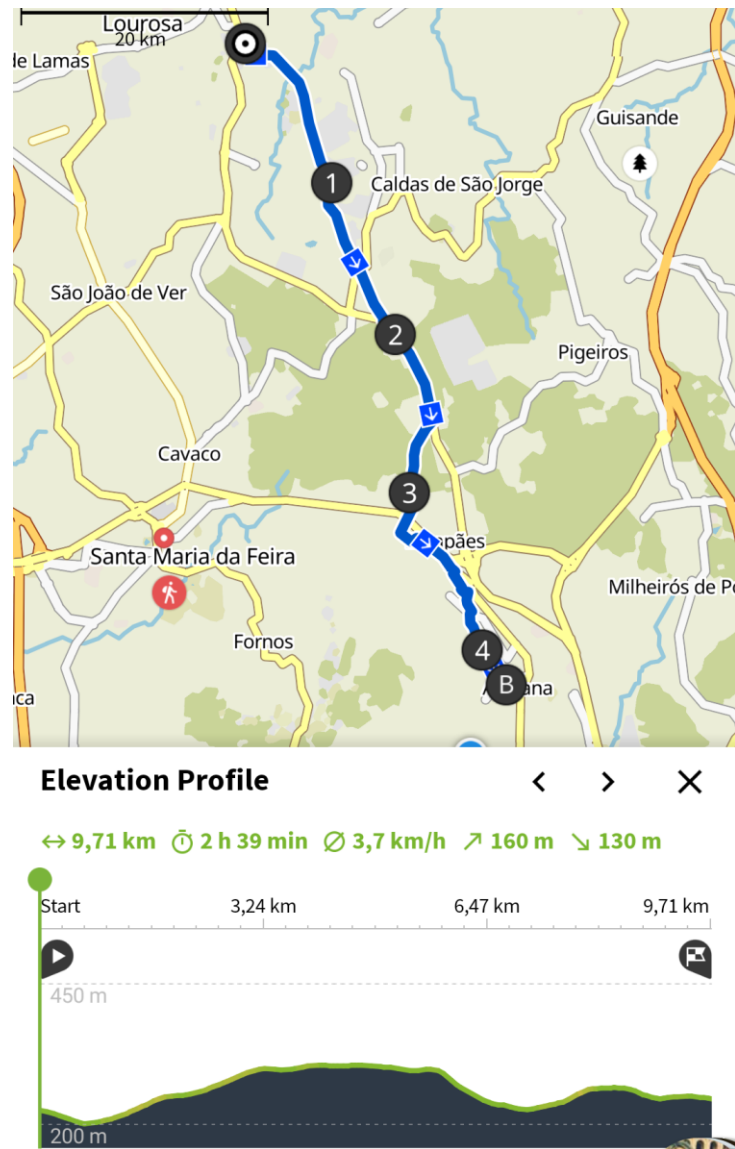 Lourosa
20 km
de Lamas
Guisande
1
Caldas de São Jorge
São João de Ver
2
Pigeiros
Cavaco
3
Santa Maria da Feira
Milheirós de P
Fornos
4
B
Elevation Profile
9,71 km 2 h 39 min 3,7 km/h 160 m 130 m
Start 3,24 km 6,47 km 9,71 km
450 m
200 m